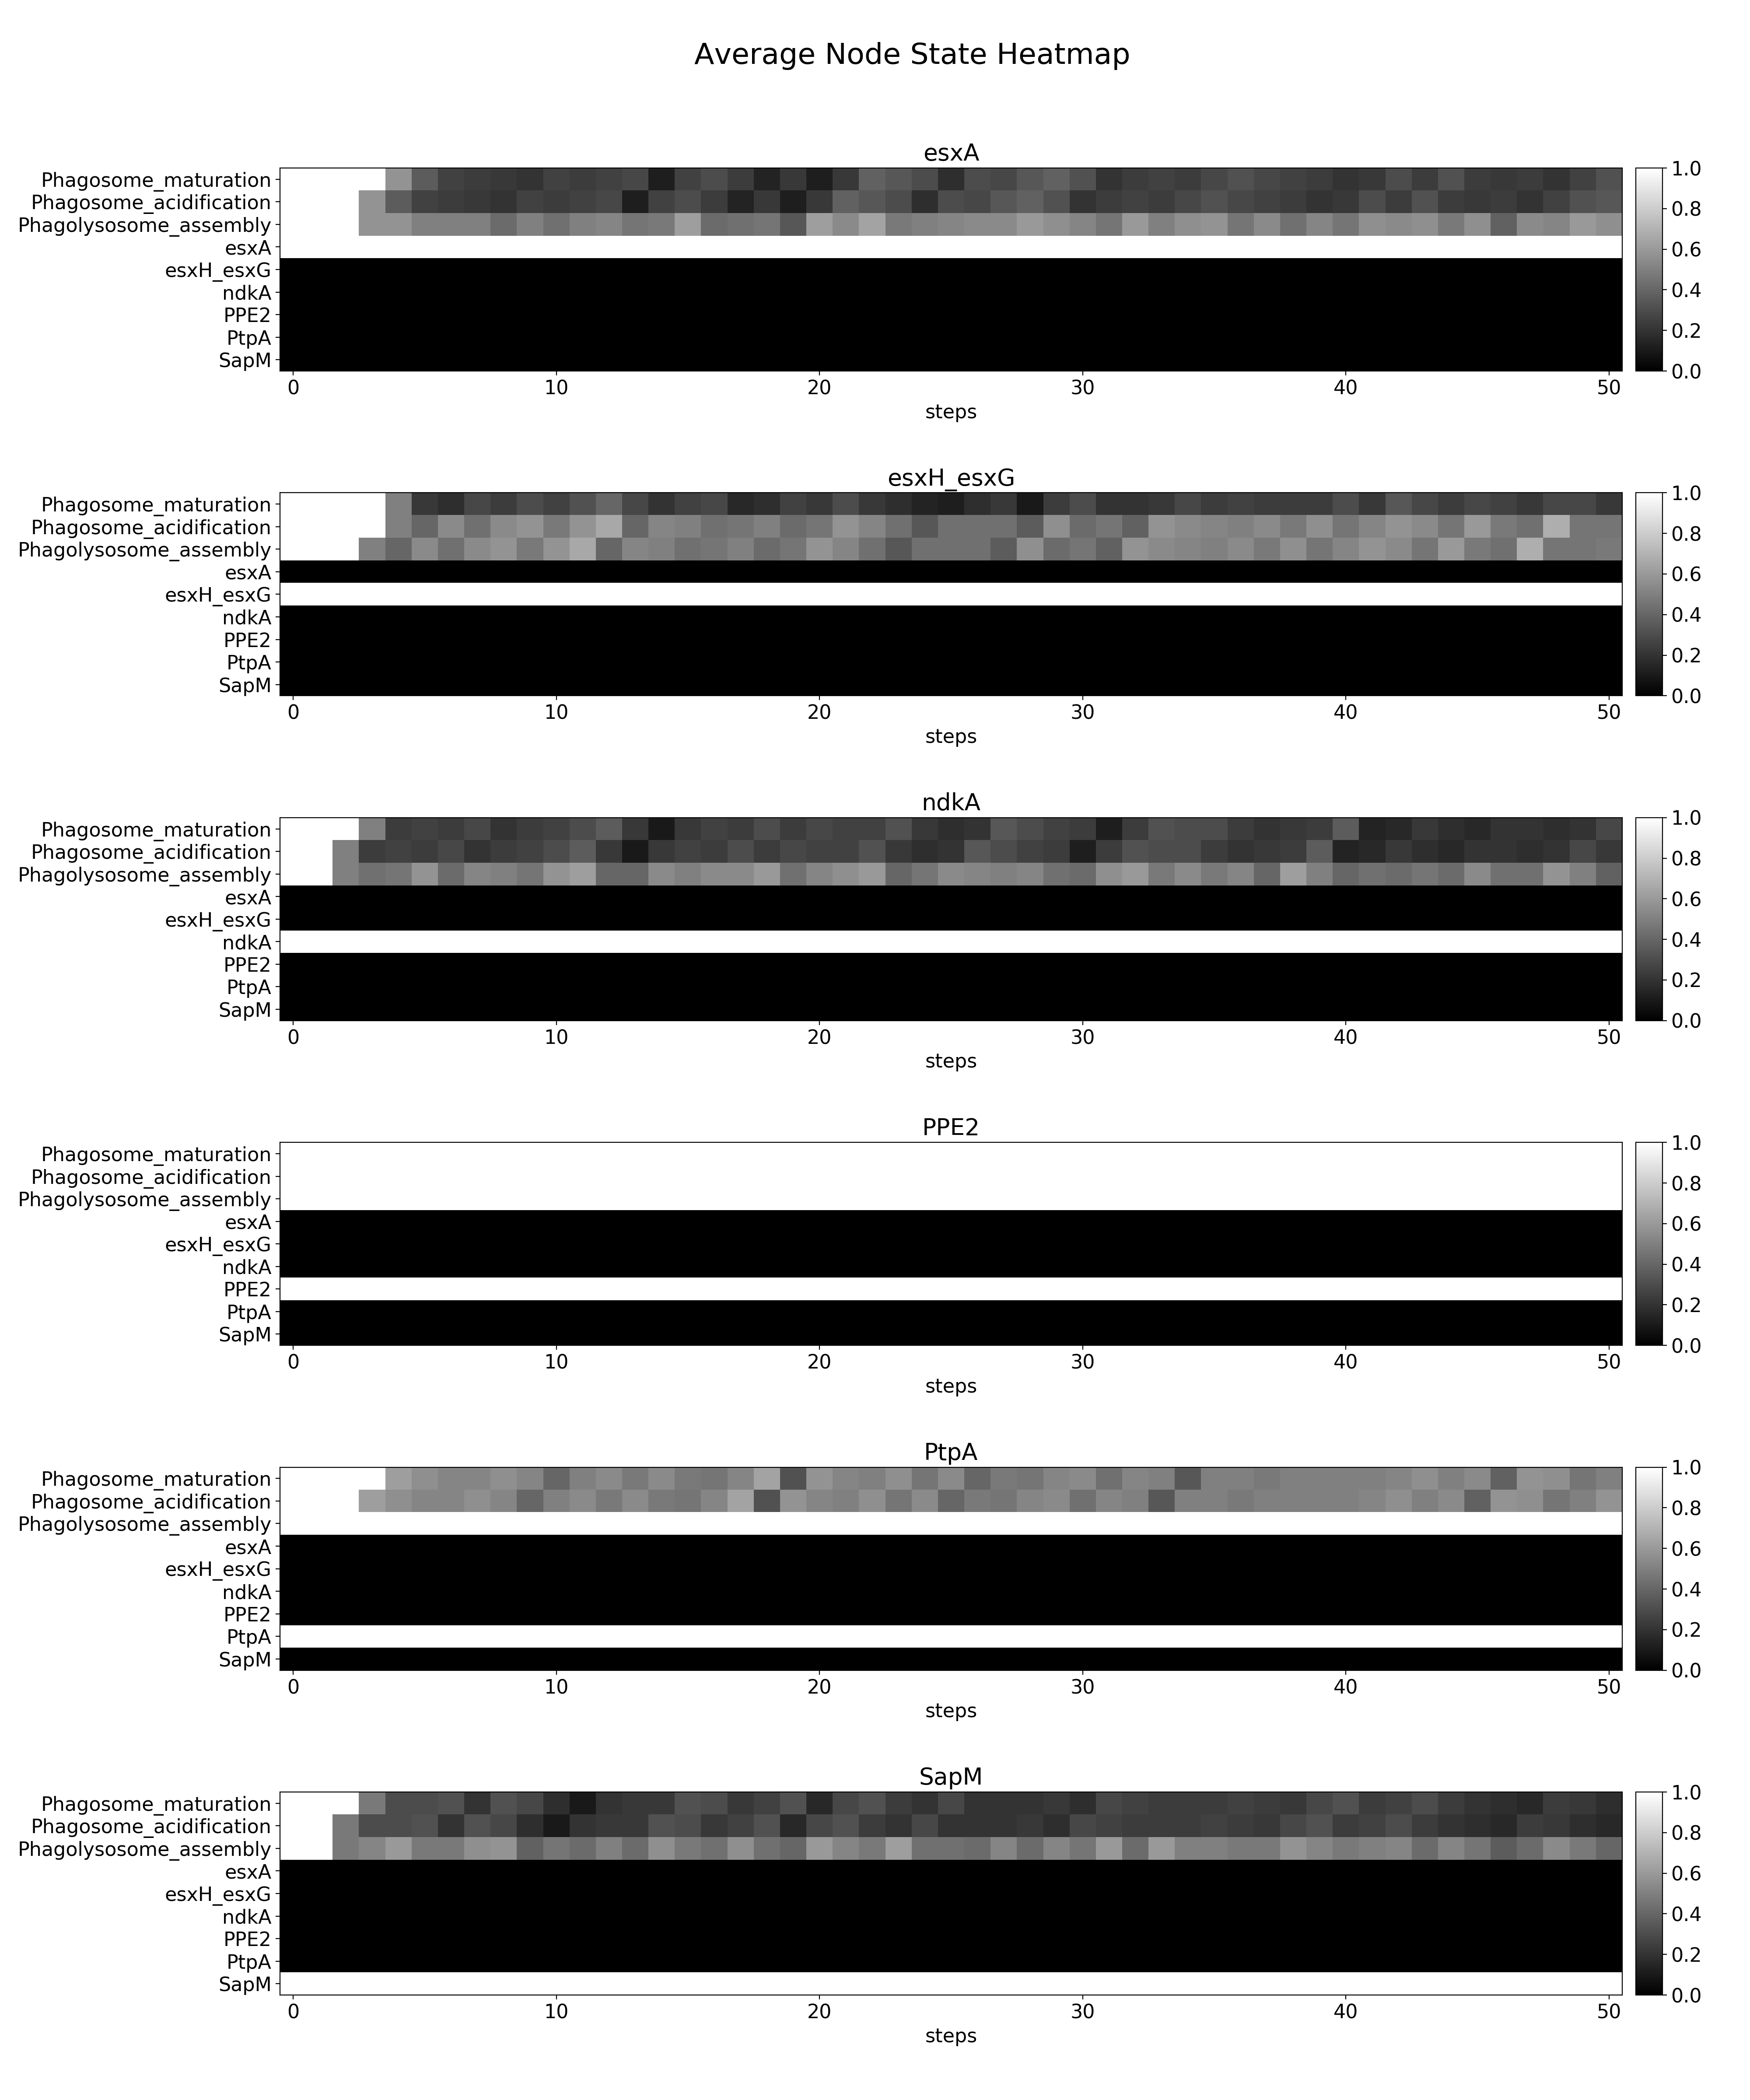 Average Node State Heatmap
esxA
Phagosome_maturation
Phagosome_acidification
Phagolysosome_assembly
esxA
esxH_esxG
ndkA
PPE2
PtpA
SapM
0 10 20 30 40 50
steps
1.0
0.8
0.6
0.4
0.2
0.0
esxH_esxG
Phagosome_maturation
Phagosome_acidification
Phagolysosome_assembly
esxA
esxH_esxG
ndkA
PPE2
PtpA
SapM
0 10 20 30 40 50
steps
1.0
0.8
0.6
0.4
0.2
0.0
ndkA
Phagosome_maturation
Phagosome_acidification
Phagolysosome_assembly
esxA
esxH_esxG
ndkA
PPE2
PtpA
SapM
0 10 20 30 40 50
steps
1.0
0.8
0.6
0.4
0.2
0.0
PPE2
Phagosome_maturation
Phagosome_acidification
Phagolysosome_assembly
esxA
esxH_esxG
ndkA
PPE2
PtpA
SapM
0 10 20 30 40 50
steps
1.0
0.8
0.6
0.4
0.2
0.0
PtpA
Phagosome_maturation
Phagosome_acidification
Phagolysosome_assembly
esxA
esxH_esxG
ndkA
PPE2
PtpA
SapM
0 10 20 30 40 50
steps
1.0
0.8
0.6
0.4
0.2
0.0
SapM
Phagosome_maturation
Phagosome_acidification
Phagolysosome_assembly
esxA
esxH_esxG
ndkA
PPE2
PtpA
SapM
0 10 20 30 40 50
steps
1.0
0.8
0.6
0.4
0.2
0.0